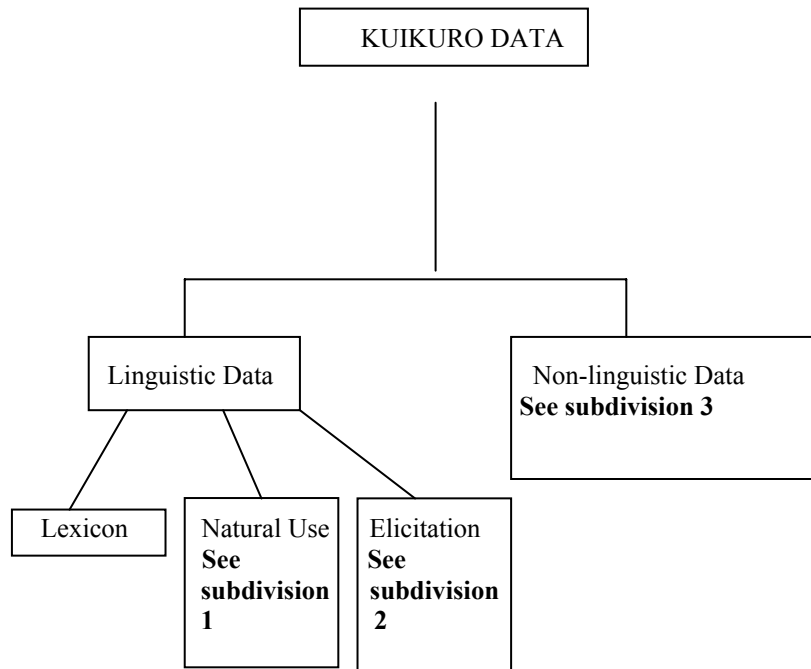 KUIKURO DATA
Linguistic Data
Non-linguistic Data
See subdivision 3
Lexicon
Natural Use
See
subdivision
1
Elicitation
See
subdivision
2